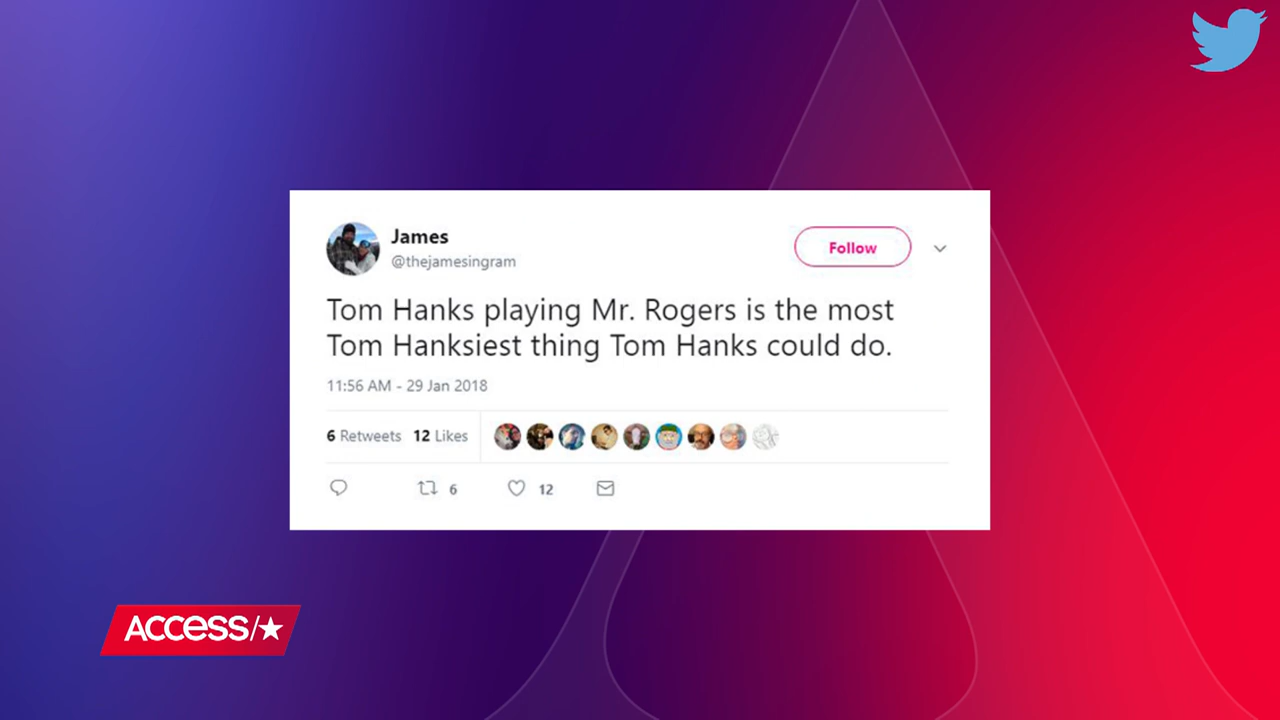 James
@thejamesingram
Follow
Tom Hanks playing Mr. Rogers is the most
Tom Hanksiest thing Tom Hanks could do.
11:56 AM - 29 Jan 2018
6 Retweets 12 Likes
6 12
ACCESS/